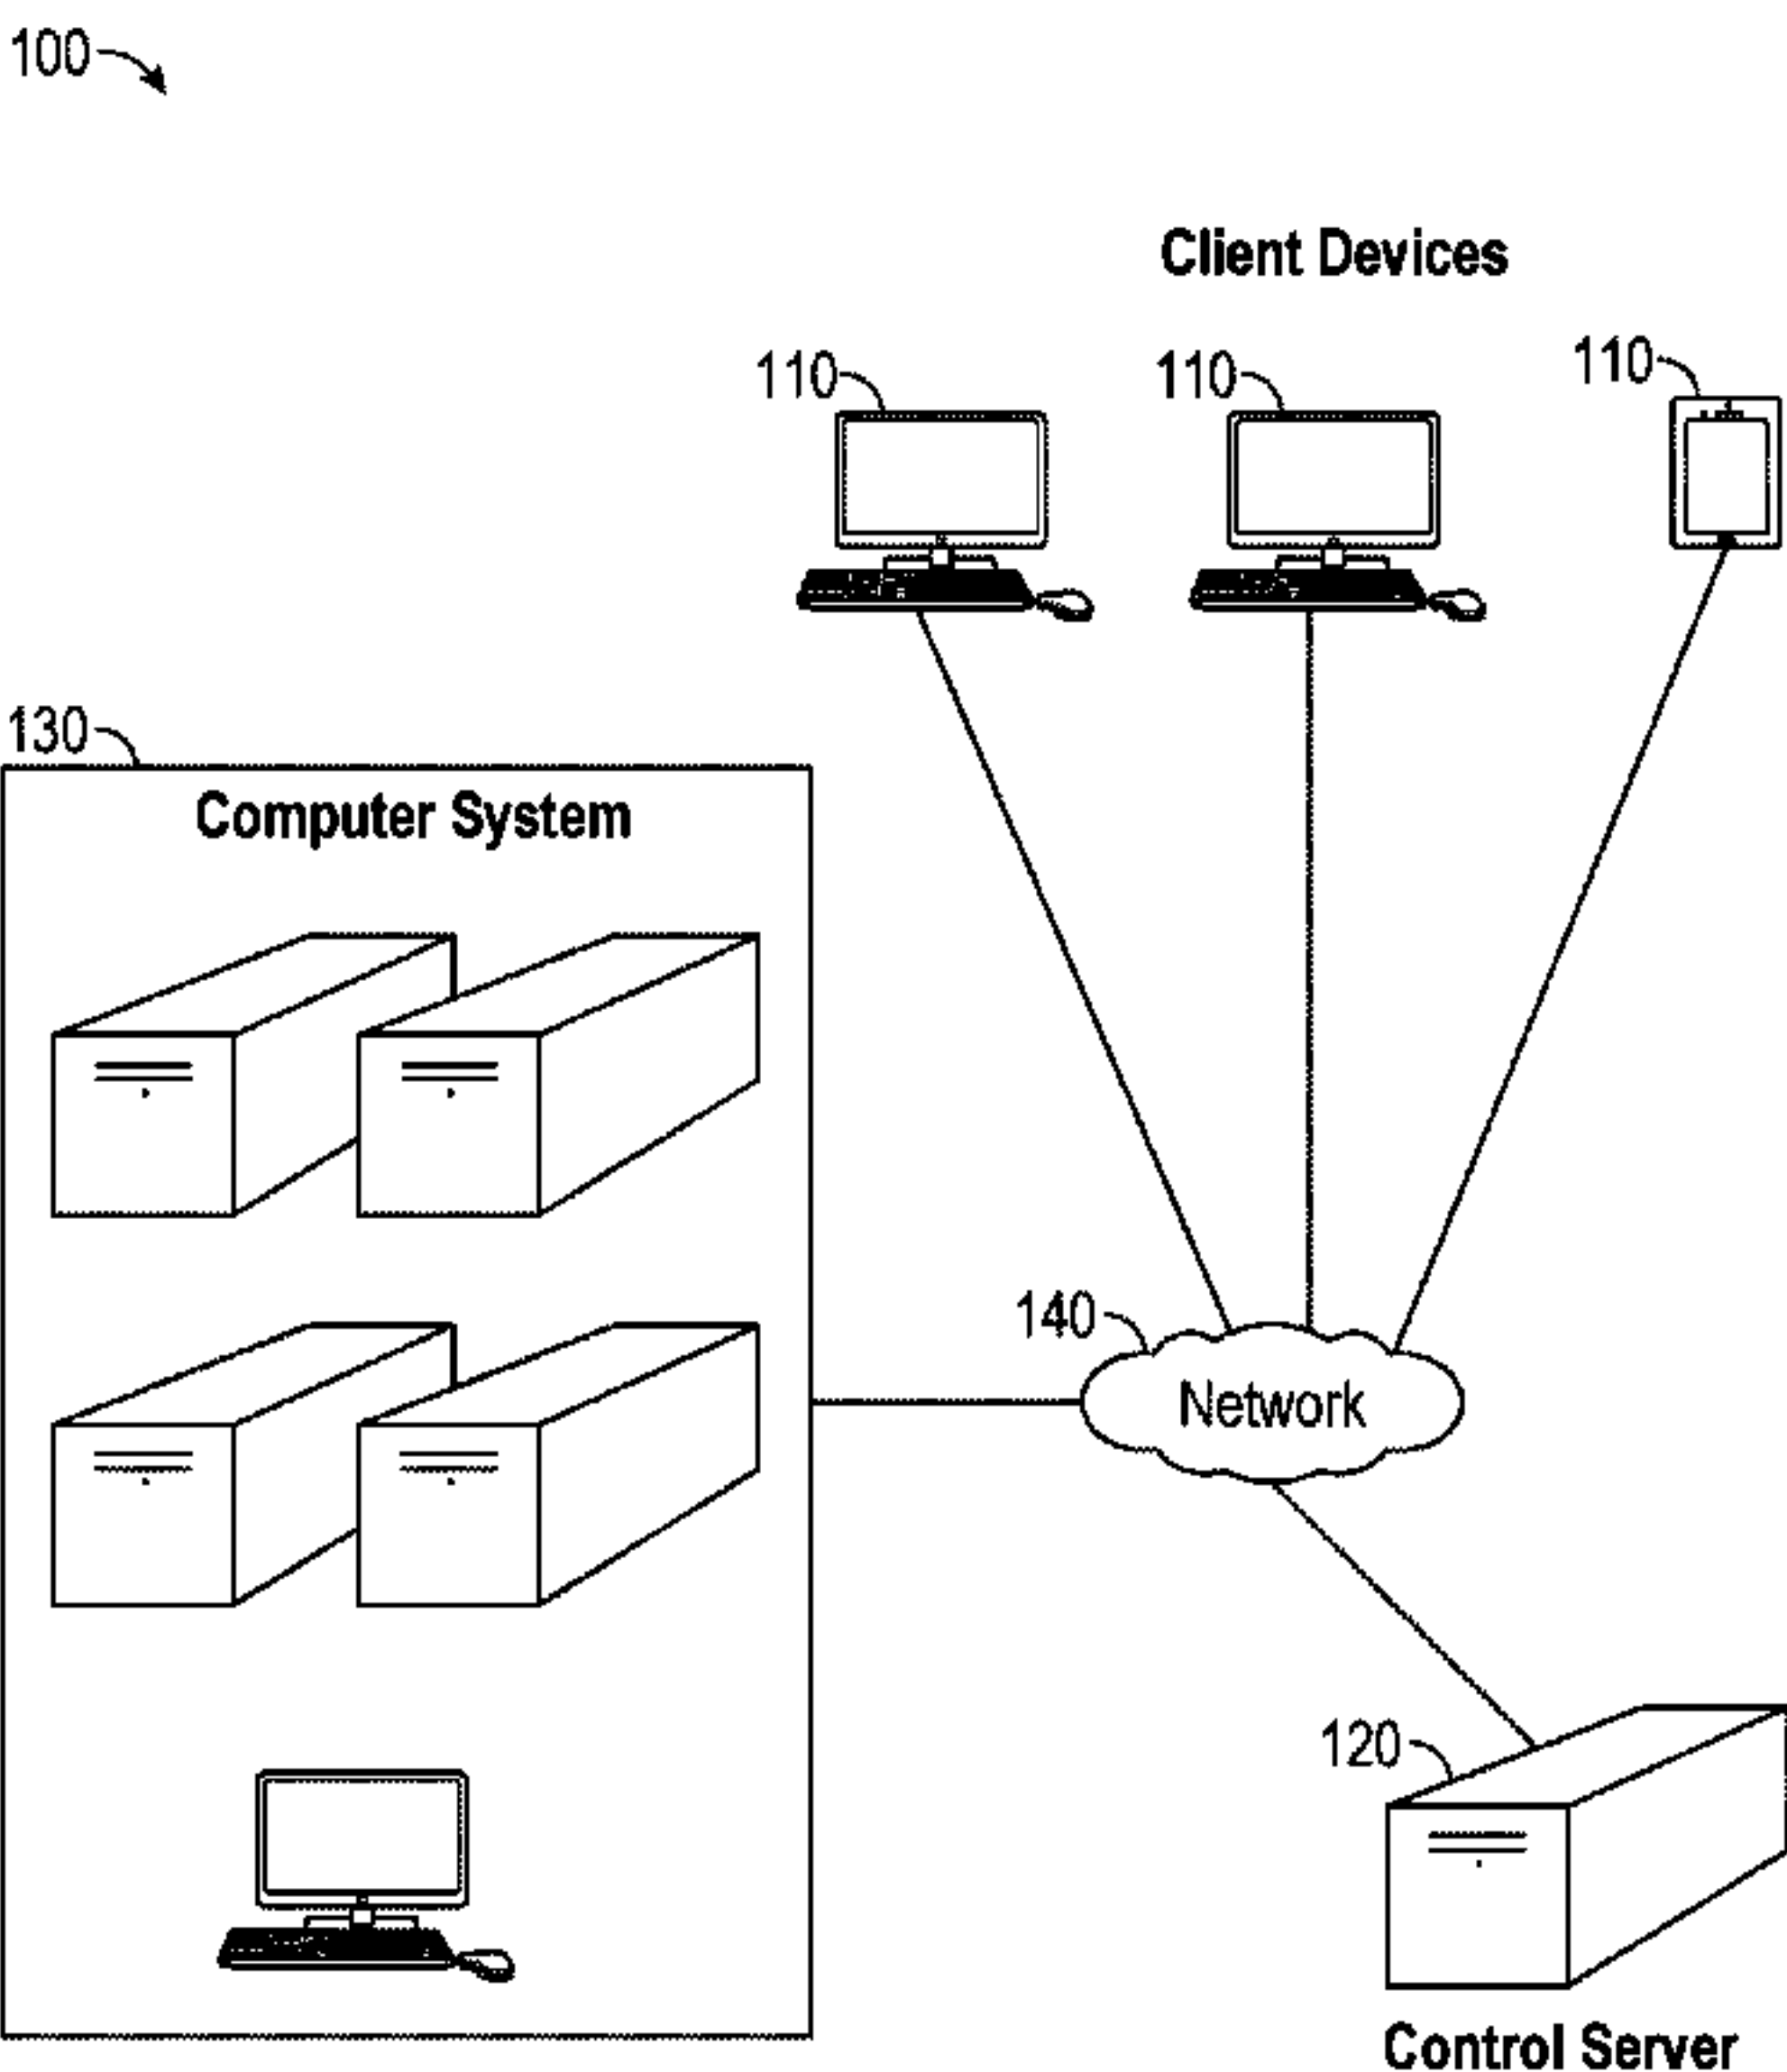 100
Client Devices
110
110
110
130
Computer System
140
Network
120
Control Server